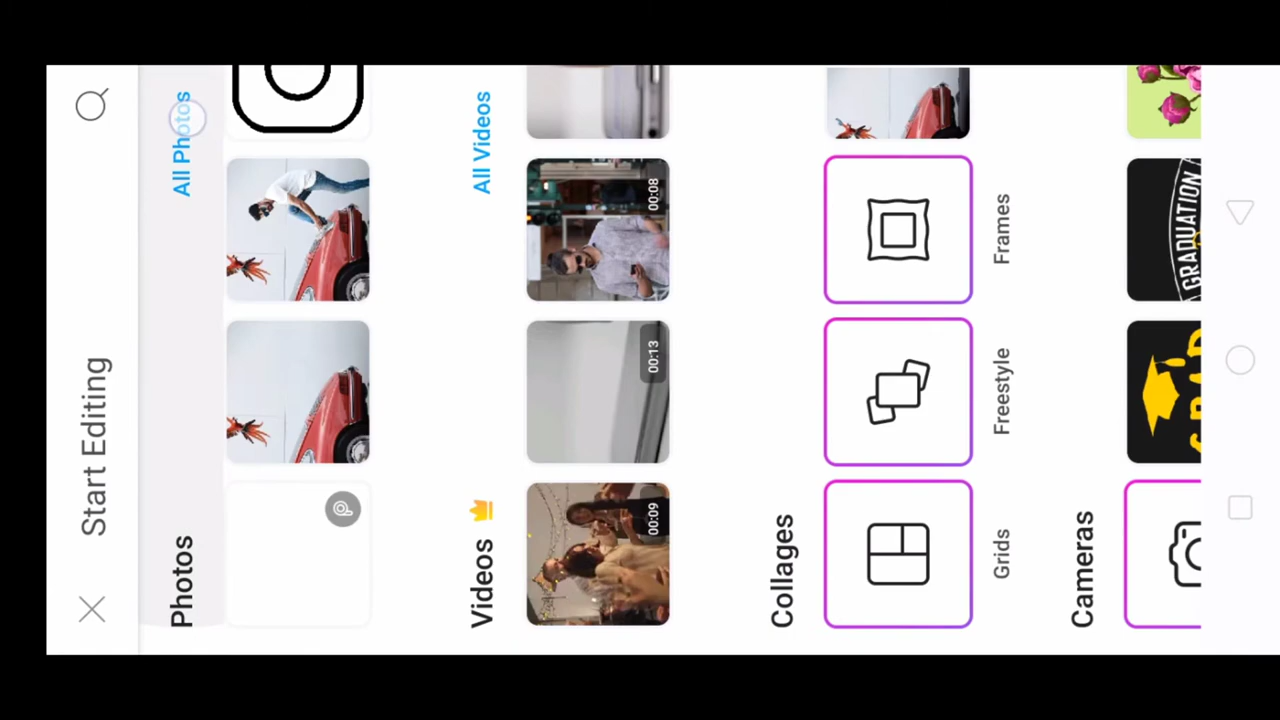 Start Editing
Photos
All Photos
Videos
All Videos
00:09
00:13
00:08
Collages
Grids
Freestyle
Frames
Cameras
GRAD
GRADUATION